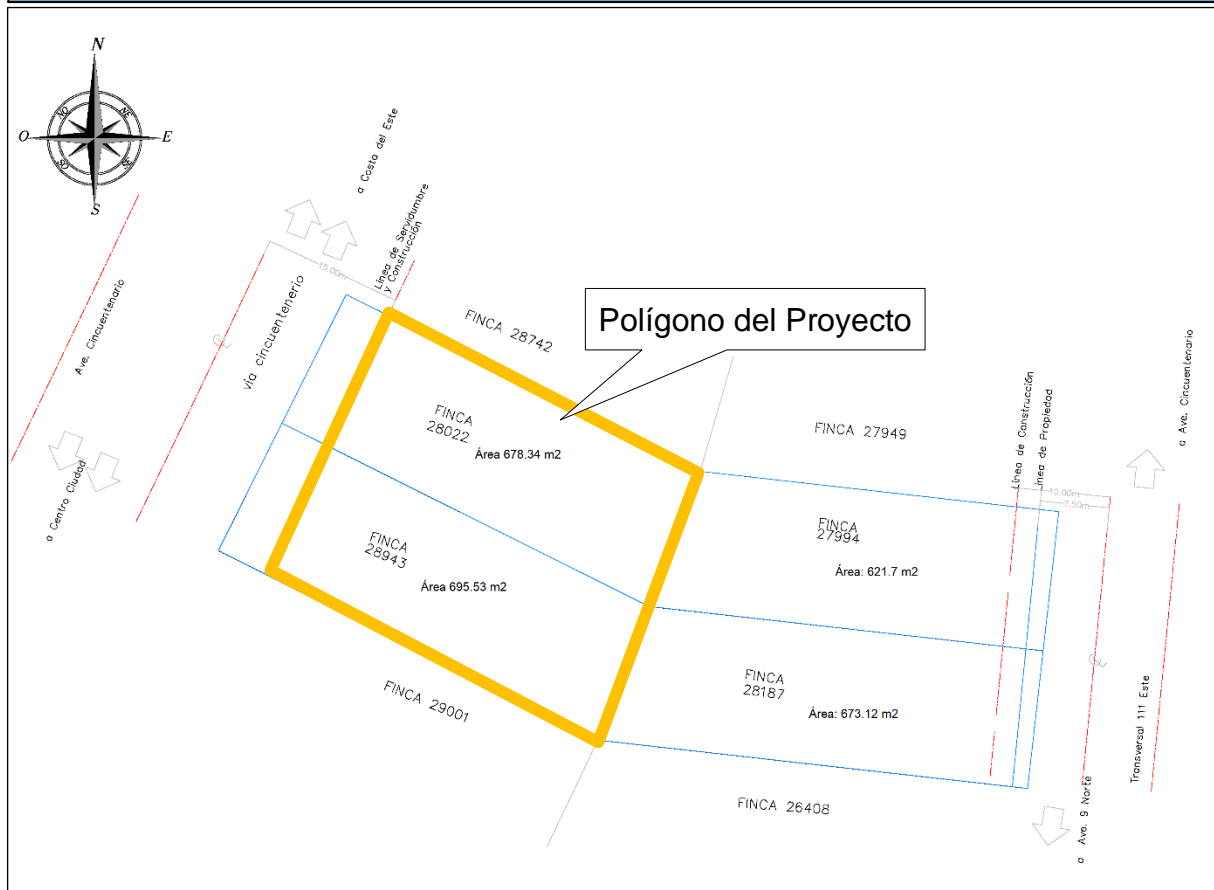 N
NO
NE
O
E
SO
SE
S
Ave. Cincuentenario
a Centro Ciudad
via cincuentenerio
15.00m
a Costa del Este
Línea de Servidumbre
y Construcción
FINCA 28742
Polígono del Proyecto
FINCA
28022
Área 678.34 m2
FINCA
28943
Área 695.53 m2
FINCA 29001
FINCA 27949
FINCA
27994
Área: 621.7 m2
FINCA
28187
Área: 673.12 m2
FINCA 26408
Línea de Construcción
ínea de Propiedad
10.00m
7.50m
a Ave. Cincuentenario
Transversal 111 Este
a Ave. 9 Norte